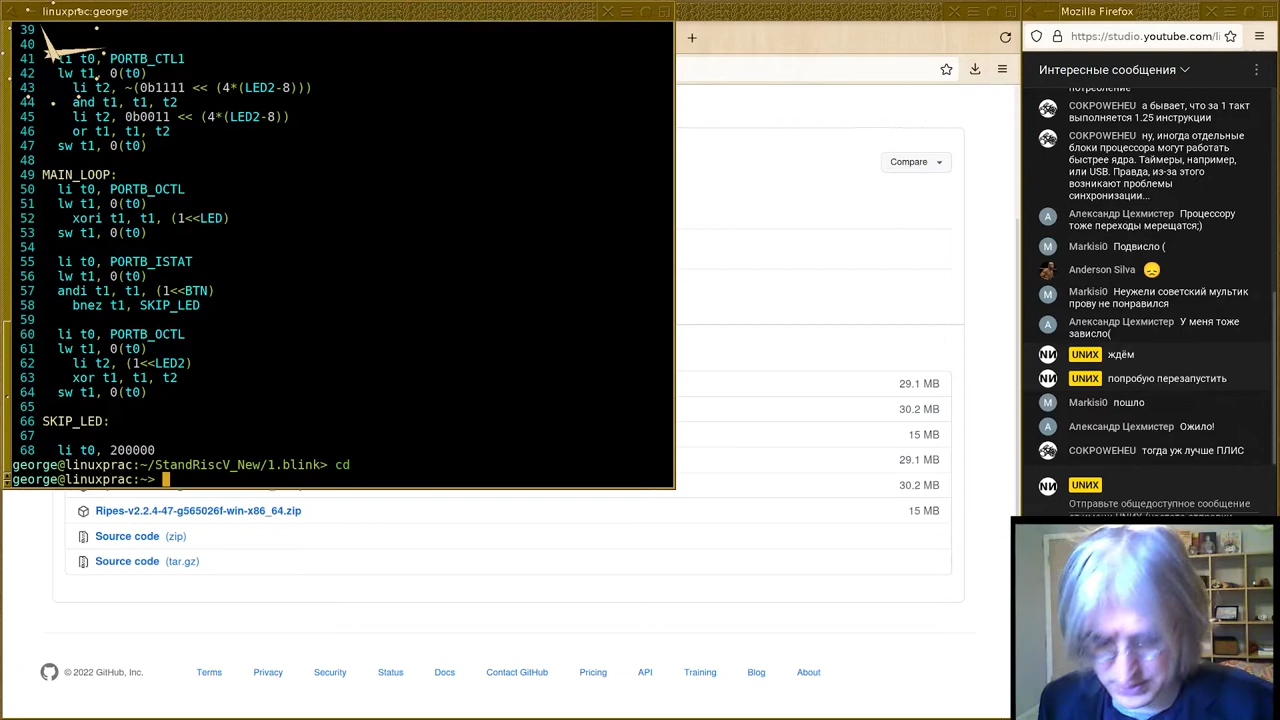 linuxprac:george
39
40
41 li t0, PORTB_CTL1
42 lw t1, 0(t0)
43 li t2, ~(0b1111 << (4*(LED2-8)))
44 and t1, t1, t2
45 li t2, 0b0011 << (4*(LED2-8))
46 or t1, t1, t2
47 sw t1, 0(t0)
48
49 MAIN_LOOP:
50 li t0, PORTB_OCTL
51 lw t1, 0(t0)
52 xori t1, t1, (1<<LED)
53 sw t1, 0(t0)
54
55 li t0, PORTB_ISTAT
56 lw t1, 0(t0)
57 andi t1, t1, (1<<BTN)
58 bnez t1, SKIP_LED
59
60 li t0, PORTB_OCTL
61 lw t1, 0(t0)
62 li t2, (1<<LED2)
63 xor t1, t1, t2
64 sw t1, 0(t0)
65
66 SKIP_LED:
67
68 li t0, 200000
george@linuxprac:~/StandRiscV_New/1.blink> cd
george@linuxprac:~>
Compare
29.1 MB
30.2 MB
15 MB
29.1 MB
30.2 MB
Ripes-v2.2.4-47-g565026f-win-x86_64.zip 15 MB
Source code (zip)
Source code (tar.gz)
© 2022 GitHub, Inc. Terms Privacy Security Status Docs Contact GitHub Pricing API Training Blog About
Mozilla Firefox
https://studio.youtube.com/li
Интересные сообщения
потребление
COKPOWEHEU а бывает, что за 1 такт
выполняется 1.25 инструкции
COKPOWEHEU ну, иногда отдельные
блоки процессора могут работать
быстрее ядра. Таймеры, например,
или USB. Правда, из-за этого
возникают проблемы
синхронизации...
Александр Цехмистер Процессору
тоже переходы мерещатся;)
Markisi0 Подвисло (
Anderson Silva
Markisi0 Неужели советский мультик
прову не понравился
Александр Цехмистер У меня тоже
зависло(
UNИX ждём
UNИX попробую перезапустить
Markisi0 пошло
Александр Цехмистер Ожило!
COKPOWEHEU тогда уж лучше ПЛИС
UNИX
Отправьте общедоступное сообщение